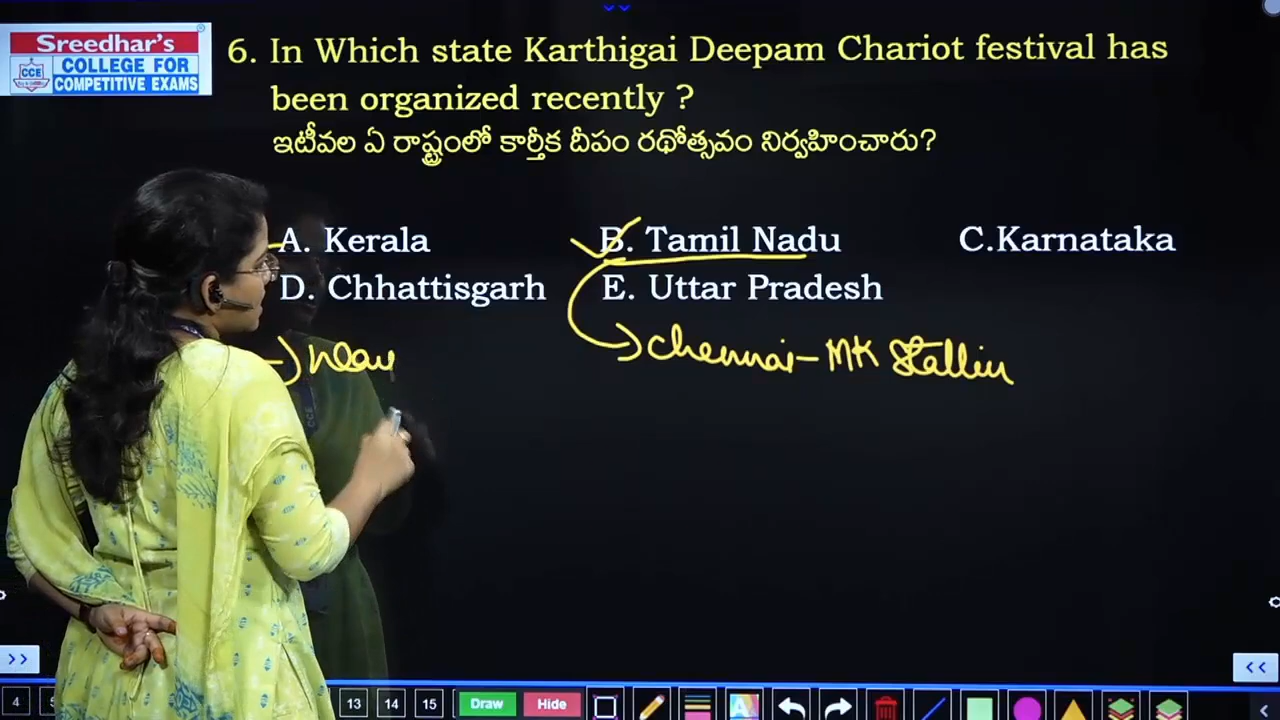 Sreedhar's
CCE
COLLEGE FOR
COMPETITIVE EXAMS
6. In Which state Karthigai Deepam Chariot festival has
been organized recently ?
ఇటీవల ఏ రాష్ట్రంలో కార్తీక దీపం రథోత్సవం నిర్వహించారు?
A. Kerala B. Tamil Nadu C.Karnataka
D. Chhattisgarh E. Uttar Pradesh
chennai- MK Stallin
>> <<
4 13 14 15 Draw Hide A <